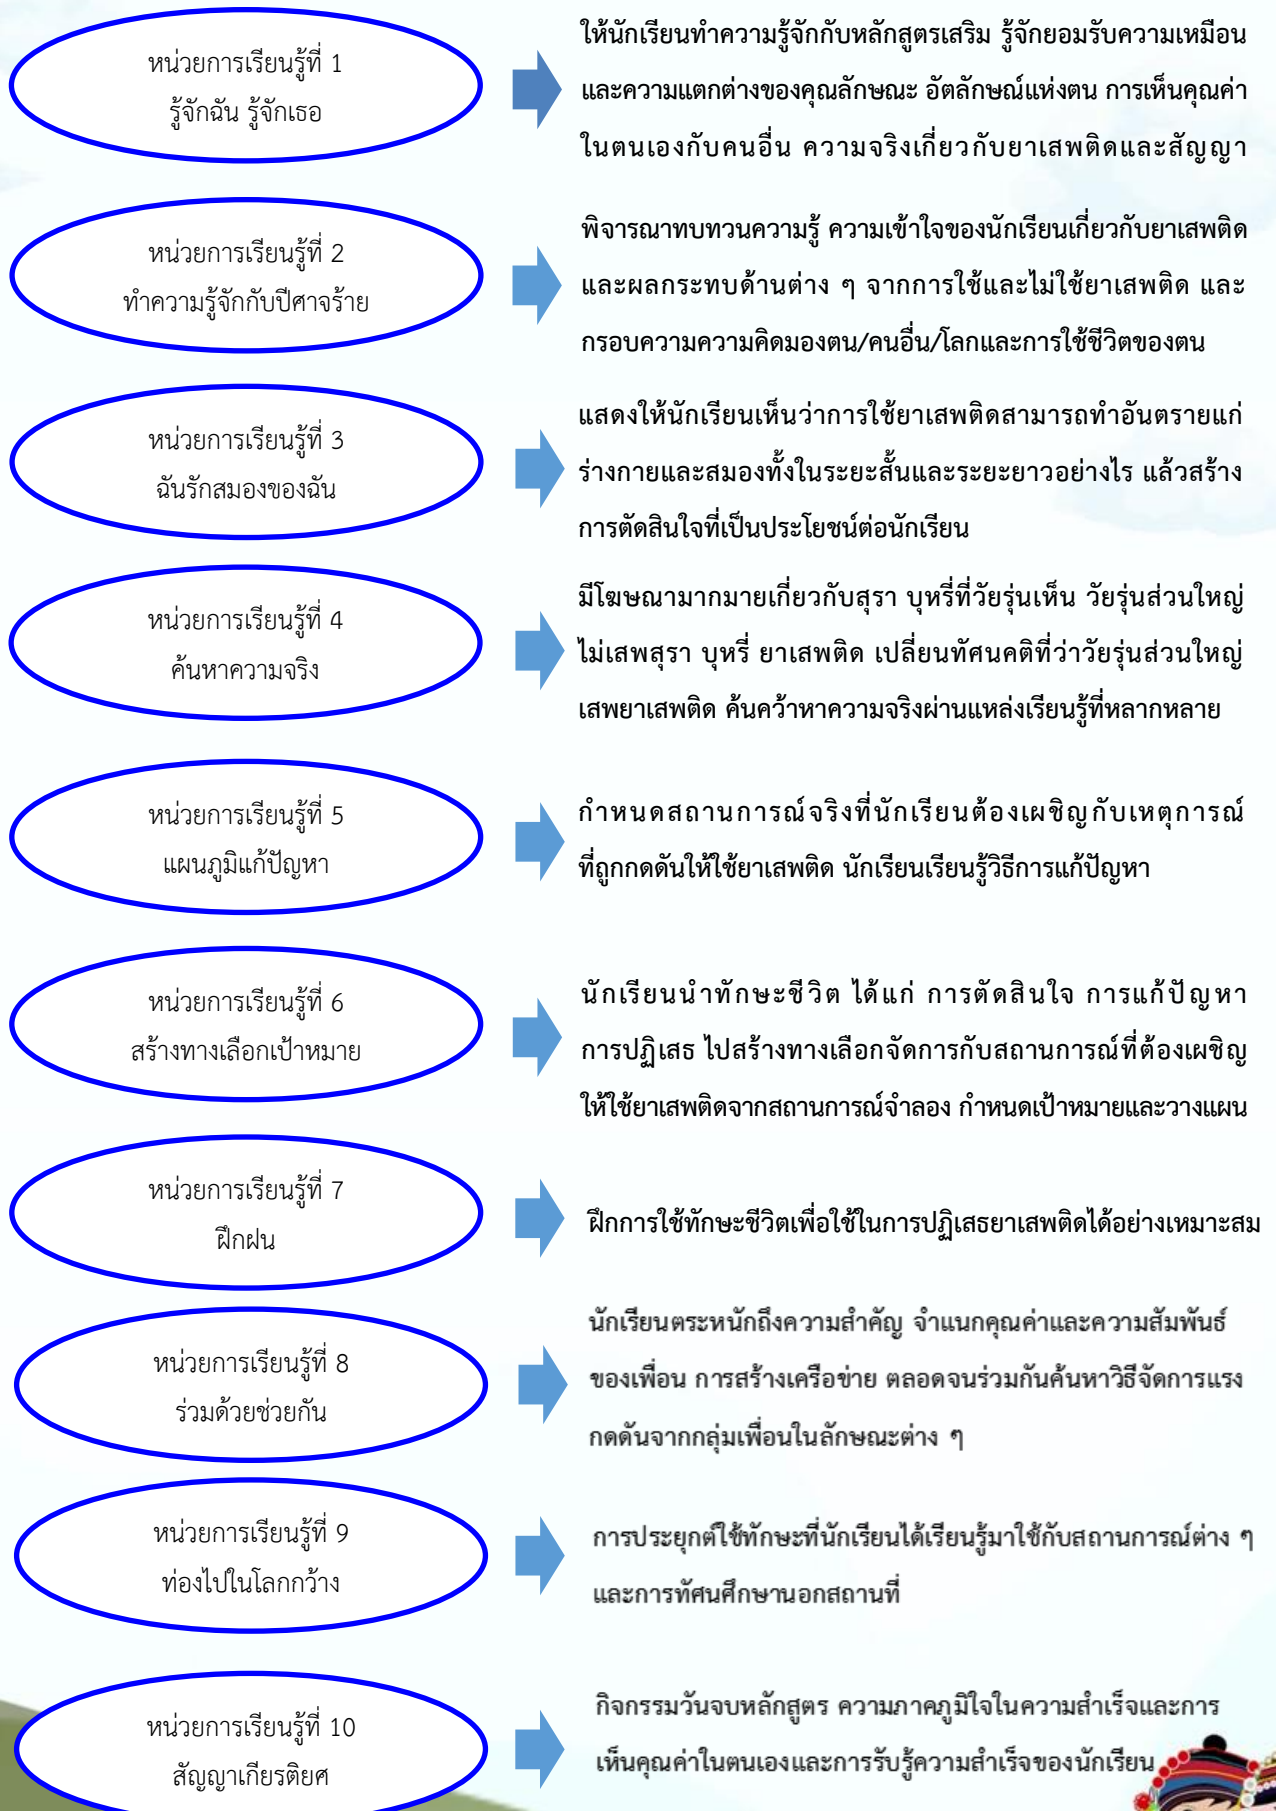 หน่วยการเรียนรู้ที่ 1
รู้จักฉัน รู้จักเธอ
ให้นักเรียนทำความรู้จักกับหลักสูตรเสริม รู้จักยอมรับความเหมือน
และความแตกต่างของคุณลักษณะ อัตลักษณ์แห่งตน การเห็นคุณค่า
ในตนเองกับคนอื่น ความจริงเกี่ยวกับยาเสพติดและสัญญา
หน่วยการเรียนรู้ที่ 2
ทำความรู้จักกับปีศาจร้าย
พิจารณาทบทวนความรู้ ความเข้าใจของนักเรียนเกี่ยวกับยาเสพติด
และผลกระทบด้านต่าง ๆ จากการใช้และไม่ใช้ยาเสพติด และ
กรอบความความคิดมองตน/คนอื่น/โลกและการใช้ชีวิตของตน
หน่วยการเรียนรู้ที่ 3
ฉันรักสมองของฉัน
แสดงให้นักเรียนเห็นว่าการใช้ยาเสพติดสามารถทำอันตรายแก่
ร่างกายและสมองทั้งในระยะสั้นและระยะยาวอย่างไร แล้วสร้าง
การตัดสินใจที่เป็นประโยชน์ต่อนักเรียน
หน่วยการเรียนรู้ที่ 4
ค้นหาความจริง
มีโฆษณามากมายเกี่ยวกับสุรา บุหรี่ที่วัยรุ่นเห็น วัยรุ่นส่วนใหญ่
ไม่เสพสุรา บุหรี่ ยาเสพติด เปลี่ยนทัศนคติที่ว่าวัยรุ่นส่วนใหญ่
เสพยาเสพติด ค้นคว้าหาความจริงผ่านแหล่งเรียนรู้ที่หลากหลาย
หน่วยการเรียนรู้ที่ 5
แผนภูมิแก้ปัญหา
กำหนดสถานการณ์จริงที่นักเรียนต้องเผชิญกับเหตุการณ์
ที่ถูกกดดันให้ใช้ยาเสพติด นักเรียนเรียนรู้วิธีการแก้ปัญหา
หน่วยการเรียนรู้ที่ 6
สร้างทางเลือกเป้าหมาย
นักเรียนนำทักษะชีวิต ได้แก่ การตัดสินใจ การแก้ปัญหา
การปฏิเสธ ไปสร้างทางเลือกจัดการกับสถานการณ์ที่ต้องเผชิญ
ให้ใช้ยาเสพติดจากสถานการณ์จำลอง กำหนดเป้าหมายและวางแผน
หน่วยการเรียนรู้ที่ 7
ฝึกฝน
ฝึกการใช้ทักษะชีวิตเพื่อใช้ในการปฏิเสธยาเสพติดได้อย่างเหมาะสม
หน่วยการเรียนรู้ที่ 8
ร่วมด้วยช่วยกัน
นักเรียนตระหนักถึงความสำคัญ จำแนกคุณค่าและความสัมพันธ์
ของเพื่อน การสร้างเครือข่าย ตลอดจนร่วมกันค้นหาวิธีจัดการแรง
กดดันจากกลุ่มเพื่อนในลักษณะต่าง ๆ
หน่วยการเรียนรู้ที่ 9
ท่องไปในโลกกว้าง
การประยุกต์ใช้ทักษะที่นักเรียนได้เรียนรู้มาใช้กับสถานการณ์ต่าง ๆ
และการทัศนศึกษานอกสถานที่
หน่วยการเรียนรู้ที่ 10
สัญญาเกียรติยศ
กิจกรรมวันจบหลักสูตร ความภาคภูมิใจในความสำเร็จและการ
เห็นคุณค่าในตนเองและการรับรู้ความสำเร็จของนักเรียน